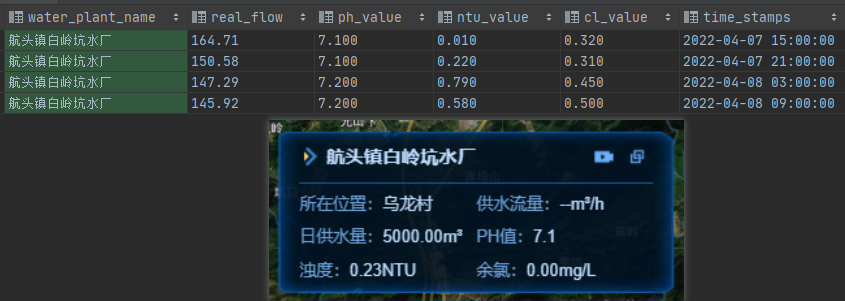 water_plant_name real_flow ph_value ntu_value cl_value time_stamps
航头镇白岭坑水厂 164.71 7.100 0.010 0.320 2022-04-07 15:00:00
航头镇白岭坑水厂 150.58 7.100 0.220 0.310 2022-04-07 21:00:00
航头镇白岭坑水厂 147.29 7.200 0.790 0.450 2022-04-08 03:00:00
航头镇白岭坑水厂 145.92 7.200 0.580 0.500 2022-04-08 09:00:00
航头镇白岭坑水厂
所在位置：乌龙村 供水流量：--m³/h
日供水量：5000.00m³ PH值：7.1
浊度：0.23NTU 余氯：0.00mg/L